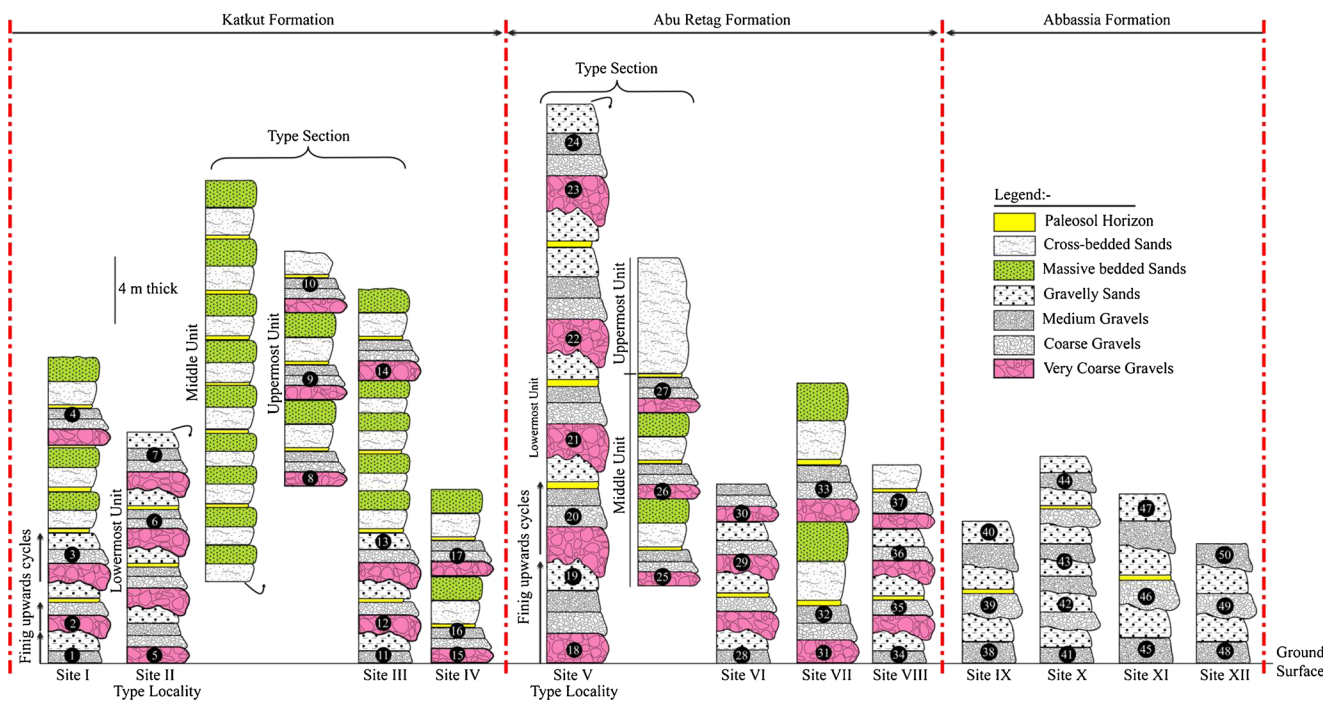 Katkut Formation
Abu Retag Formation
Abbassia Formation
Type Section
Type Section
4 m thick
Middle Unit
Uppermost Unit
Lowermost Unit
Finig upwards cycles
Lowermost Unit
Uppermost Unit
Middle Unit
Finig upwards cycles
Legend:-
Paleosol Horizon
Cross-bedded Sands
Massive bedded Sands
Gravelly Sands
Medium Gravels
Coarse Gravels
Very Coarse Gravels
4
3
2
1
7
6
5
10
9
8
14
13
12
11
17
16
15
24
23
22
21
20
19
18
27
26
25
30
29
28
33
32
31
37
36
35
34
40
39
38
44
43
42
41
47
46
45
50
49
48
Site I
Site II
Type Locality
Site III
Site IV
Site V
Type Locality
Site VI
Site VII
Site VIII
Site IX
Site X
Site XI
Site XII
Ground
Surface